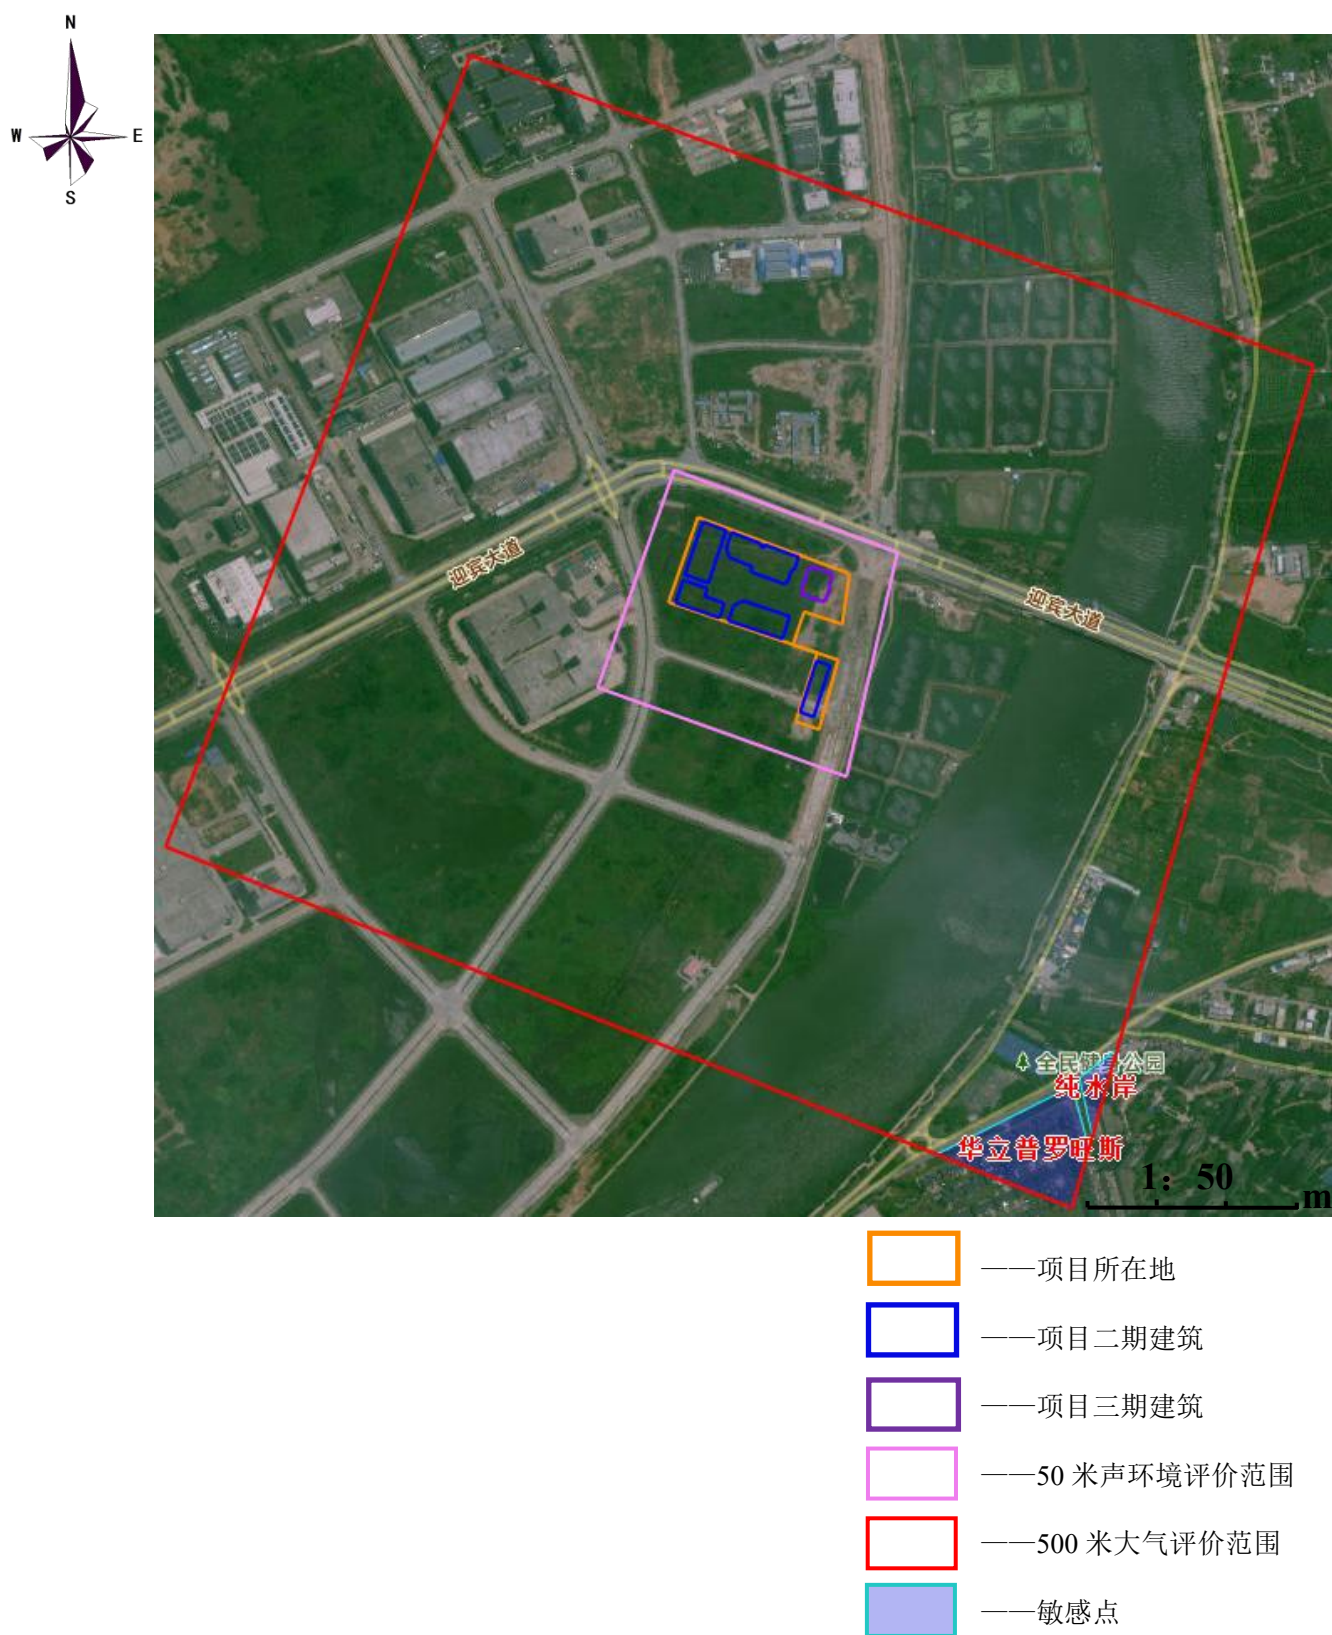 N
W
E
S
迎宾大道
迎宾大道
全民健身公园
纯水岸
华立普罗旺斯
1：50
m
——项目所在地
——项目二期建筑
——项目三期建筑
——50 米声环境评价范围
——500 米大气评价范围
——敏感点